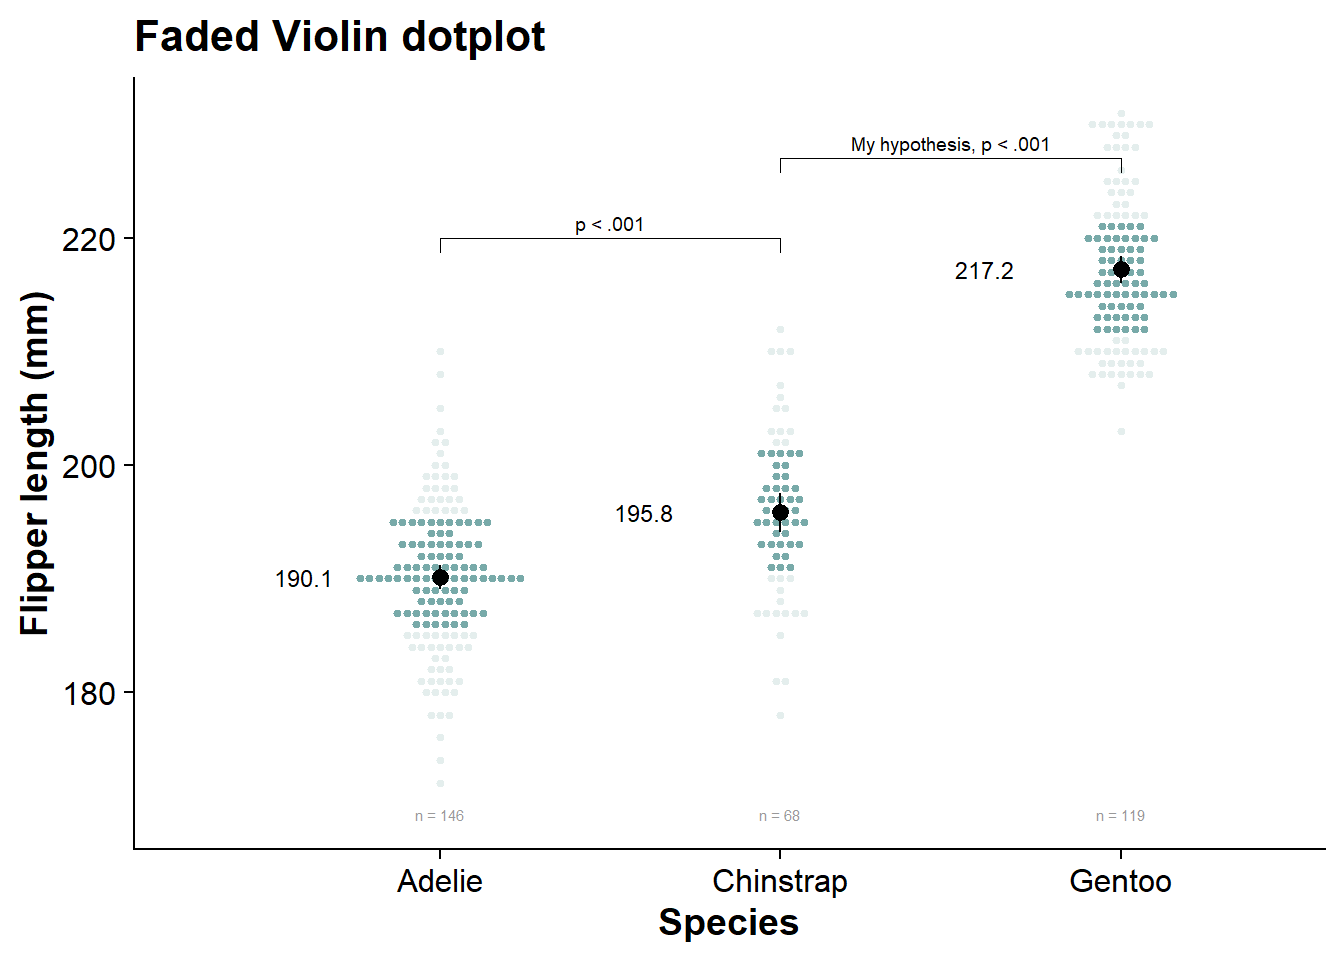 Faded Violin dotplot
My hypothesis, p < .001
p < .001
220
217.2
Flipper length (mm)
200
195.8
190.1
180
n = 146
n = 68
n = 119
Adelie
Chinstrap
Gentoo
Species